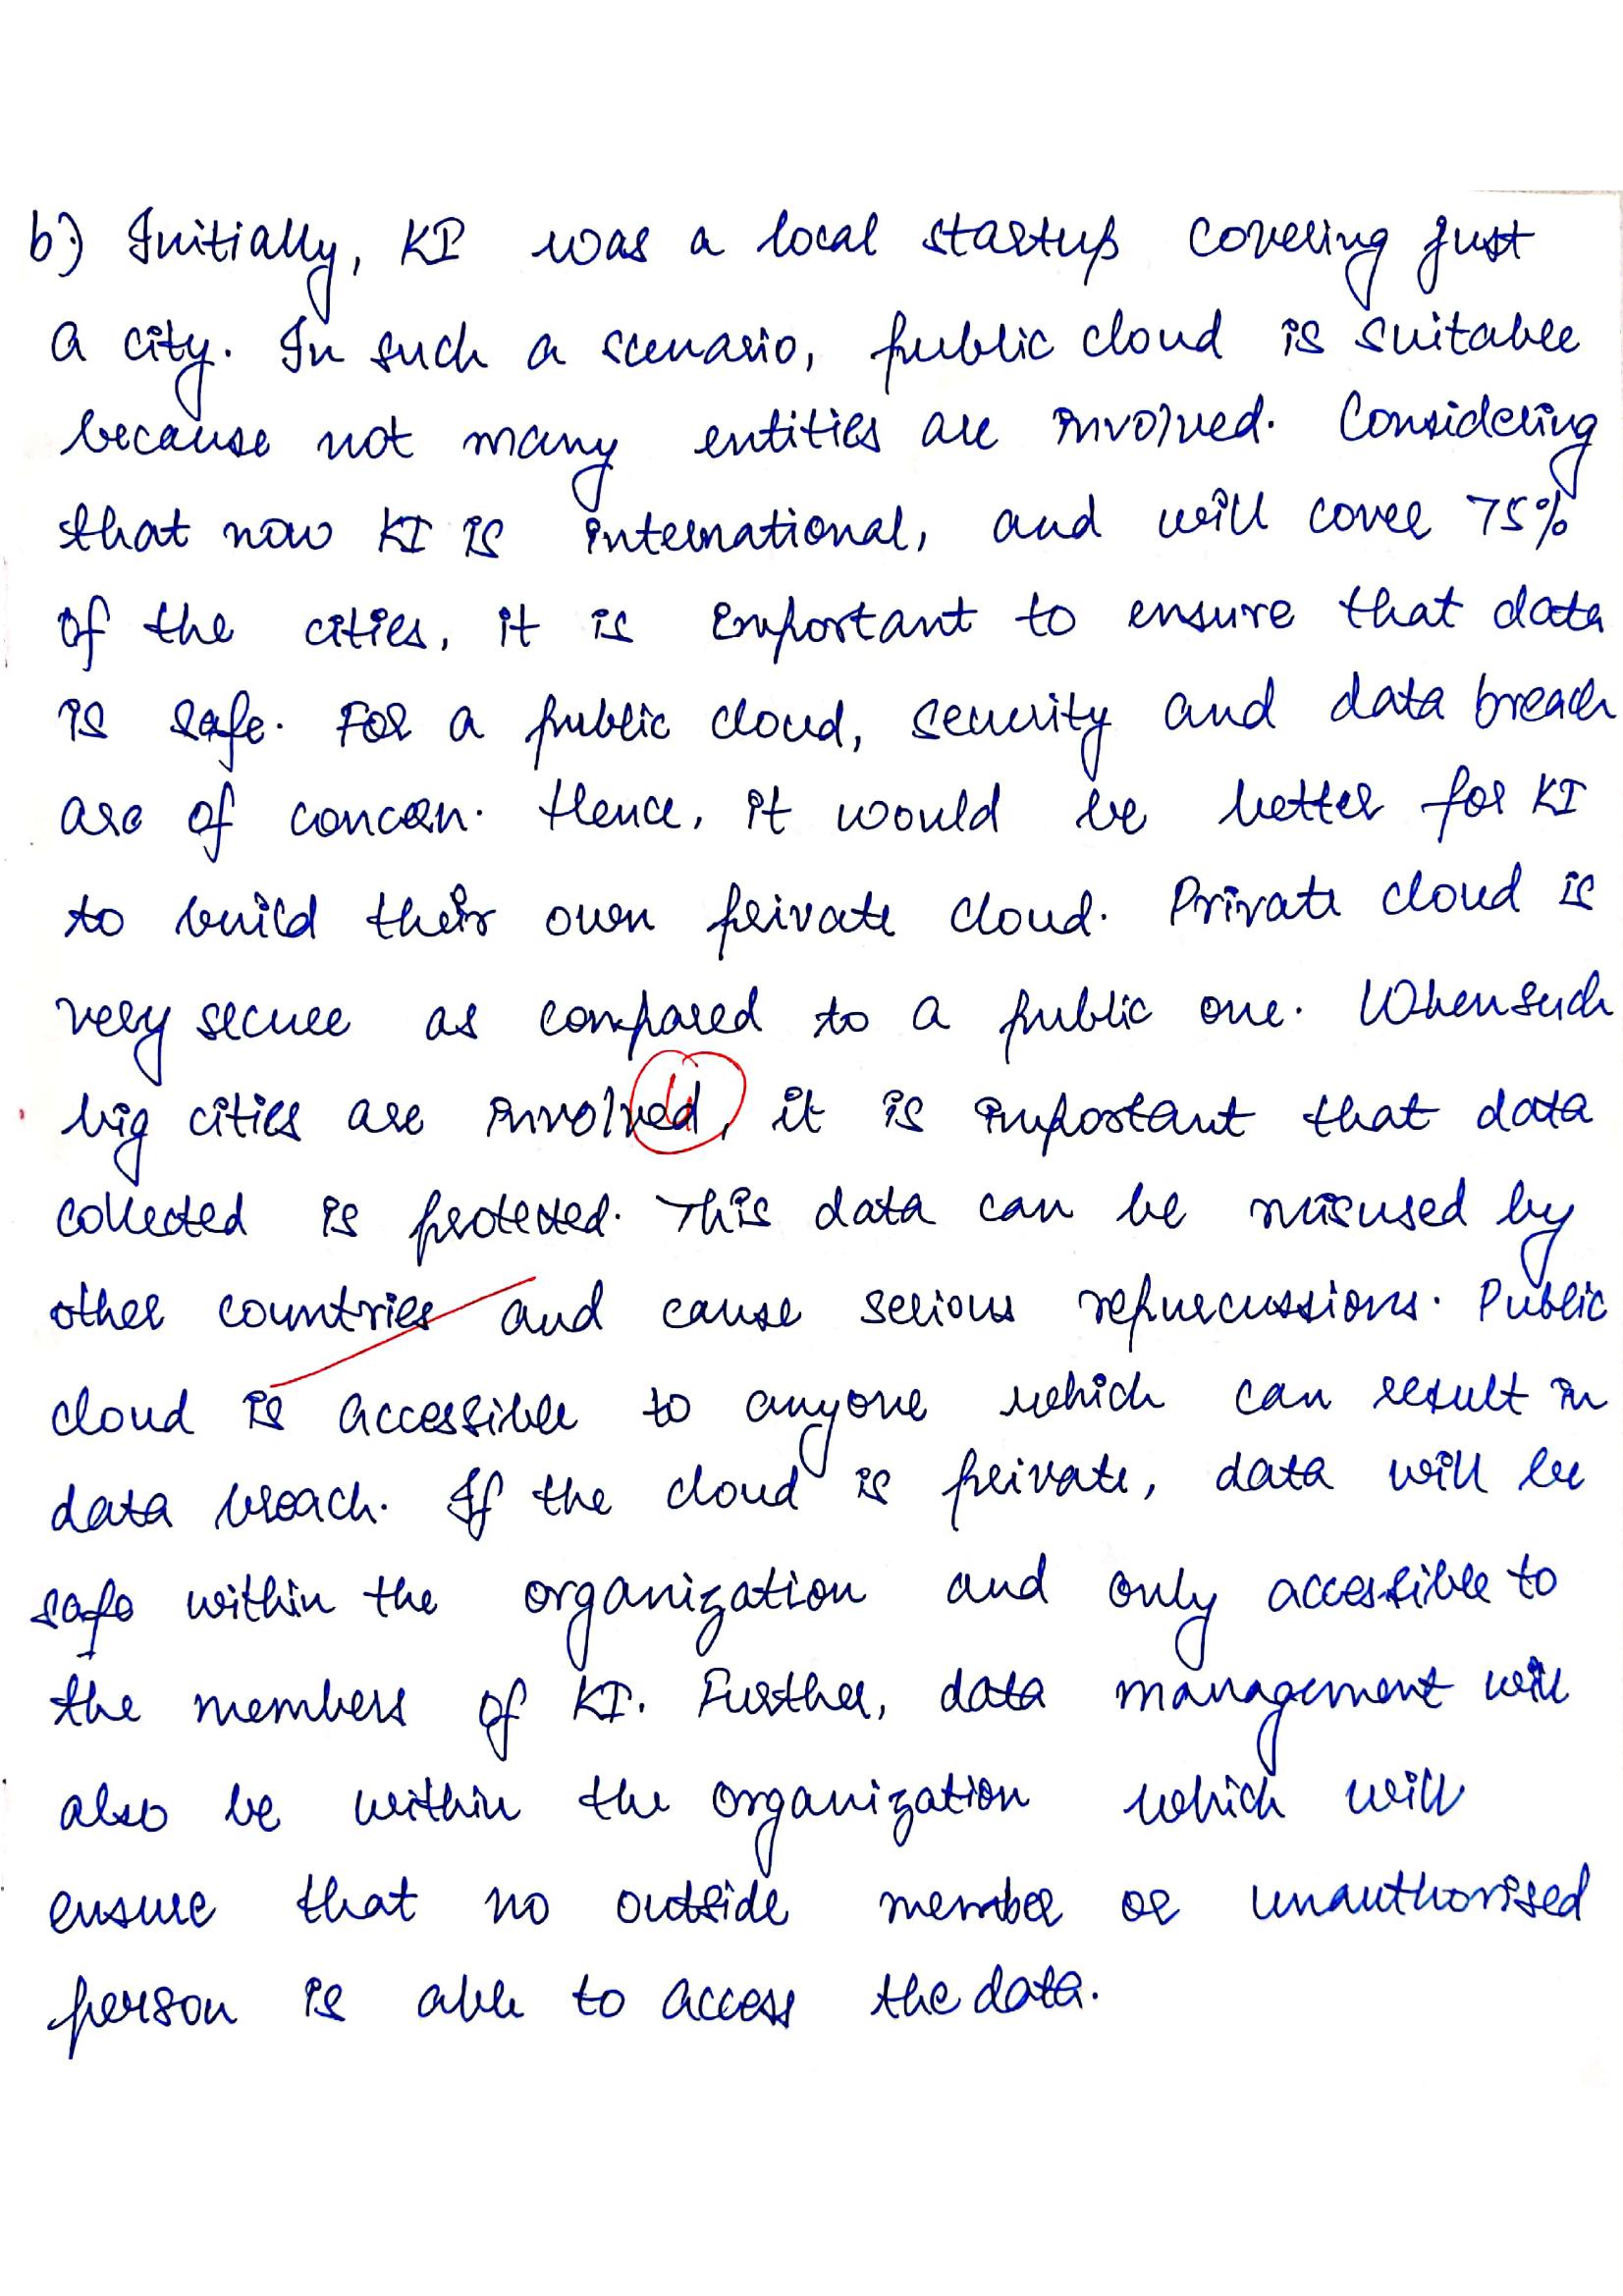 b) Initially, KI was a local startup covering just
a city. In such a scenario, public cloud is suitable
because not many entities are involved. Considering
that now KI is international, and will cover 75%
of the cities, it is important to ensure that data
is safe. For a public cloud, security and data breach
are of concern. Hence, it would be better for KI
to build their own private cloud. Private cloud is
very secure as compared to a public one. When such
big cities are involved, it is important that data
collected is protected. This data can be misused by
other countries and cause serious repurcussions. Public
cloud is accessible to anyone which can result in
data breach. If the cloud is private, data will be
safe within the organization and only accessible to
the members of KI. Further, data management will
also be within the organization which will
ensure that no outside member or unauthorised
person is able to access the data.